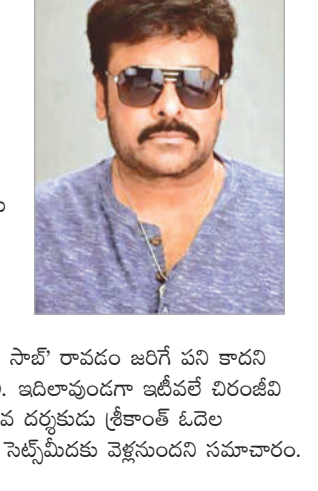 సాబ్' రావడం జరిగే పని కాదని
. ఇదిలావుండగా ఇటీవలే చిరంజీవి
వ దర్శకుడు శ్రీకాంత్ ఓదెల
సెట్స్‌మీదకు వెళ్లనుందని సమాచారం.